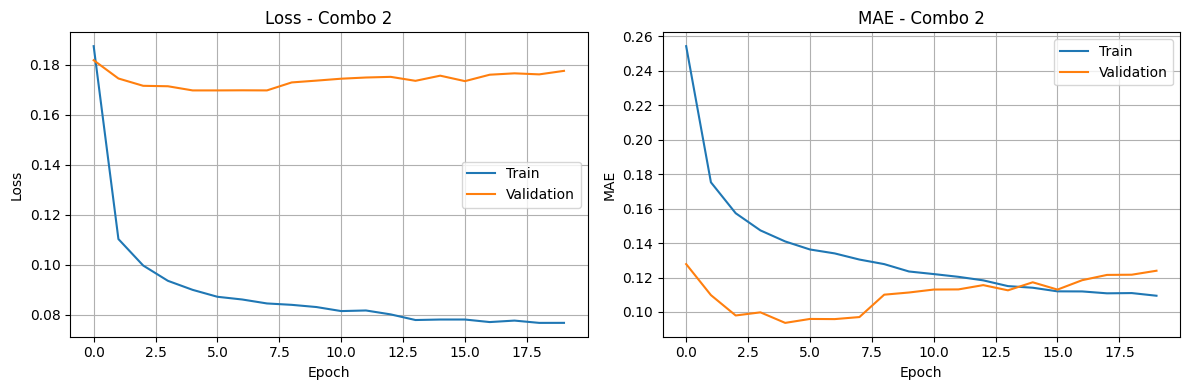 Loss - Combo 2
0.18
0.16
0.14
0.12
0.10
0.08
Loss
Train
Validation
0.0 2.5 5.0 7.5 10.0 12.5 15.0 17.5
Epoch
MAE - Combo 2
0.26
0.24
0.22
0.20
0.18
0.16
0.14
0.12
0.10
MAE
Train
Validation
0.0 2.5 5.0 7.5 10.0 12.5 15.0 17.5
Epoch